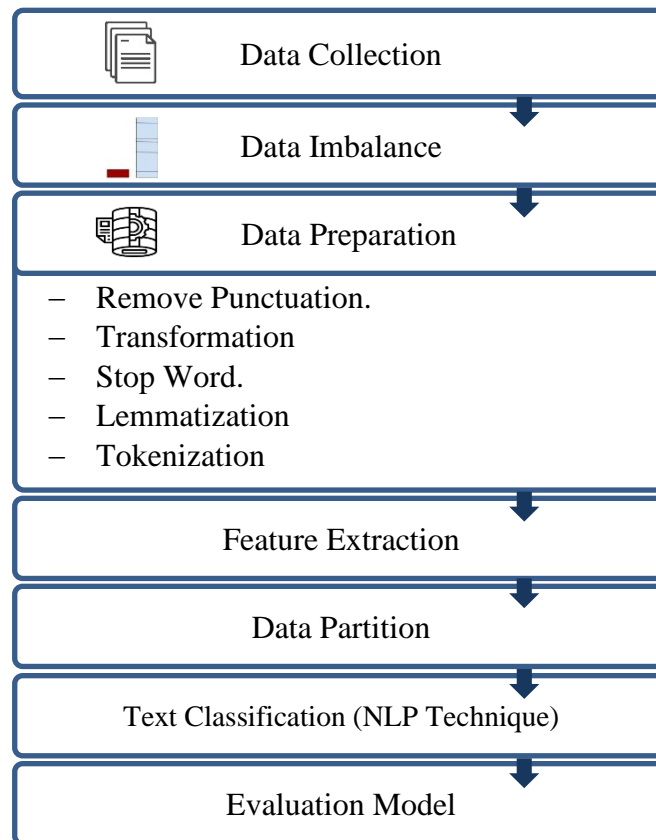 Data Collection
Data Imbalance
Data Preparation
– Remove Punctuation.
– Transformation
– Stop Word.
– Lemmatization
– Tokenization
Feature Extraction
Data Partition
Text Classification (NLP Technique)
Evaluation Model